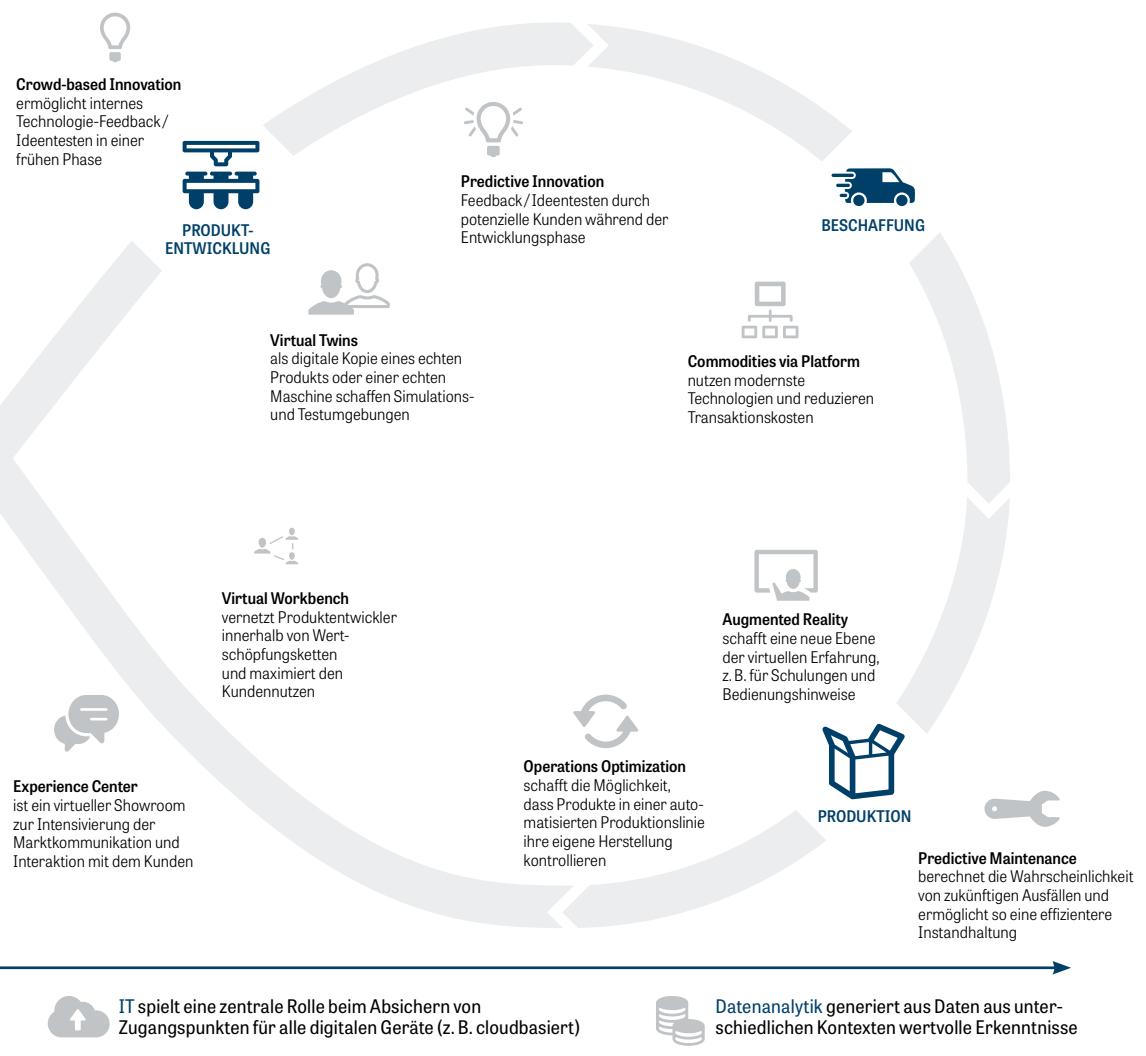 Crowd-based Innovation
ermöglicht internes
Technologie-Feedback/
Ideentesten in einer
frühen Phase
PRODUKT-
ENTWICKLUNG
Predictive Innovation
Feedback/Ideentesten durch
potenzielle Kunden während der
Entwicklungsphase
BESCHAFFUNG
Virtual Twins
als digitale Kopie eines echten
Produkts oder einer echten
Maschine schaffen Simulations-
und Testumgebungen
Commodities via Platform
nutzen modernste
Technologien und reduzieren
Transaktionskosten
Virtual Workbench
vernetzt Produktentwickler
innerhalb von Wert-
schöpfungsketten
und maximiert den
Kundennutzen
Augmented Reality
schafft eine neue Ebene
der virtuellen Erfahrung,
z. B. für Schulungen und
Bedienungshinweise
Experience Center
ist ein virtueller Showroom
zur Intensivierung der
Marktkommunikation und
Interaktion mit dem Kunden
Operations Optimization
schafft die Möglichkeit,
dass Produkte in einer auto-
matisierten Produktionslinie
ihre eigene Herstellung
kontrollieren
PRODUKTION
Predictive Maintenance
berechnet die Wahrscheinlichkeit
von zukünftigen Ausfällen und
ermöglicht so eine effizientere
Instandhaltung
IT spielt eine zentrale Rolle beim Absichern von
Zugangspunkten für alle digitalen Geräte (z. B. cloudbasiert)
Datenanalytik generiert aus Daten aus unter-
schiedlichen Kontexten wertvolle Erkenntnisse